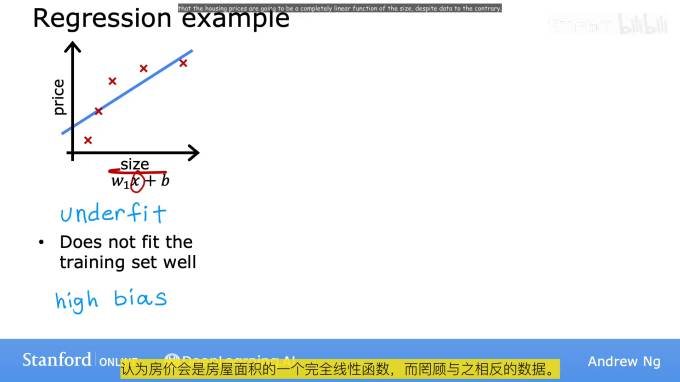 that the housing prices are going to be a completely linear function of the size, despite data to the contrary.
Regression example
bilibili
price
size
w₁x + b
underfit
• Does not fit the
training set well
high bias
Stanford ONLINE DeepLearning.AI
Andrew Ng
认为房价会是房屋面积的一个完全线性函数，而罔顾与之相反的数据。